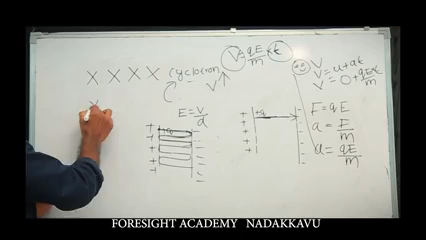 X X X X cyclotron
X
V = qE/m × t
V
E = V/d
+q
+q
V
V = u + at
V = 0 + qE/m t
F = qE
a = F/m
a = qE/m
FORESIGHT ACADEMY NADAKKAVU